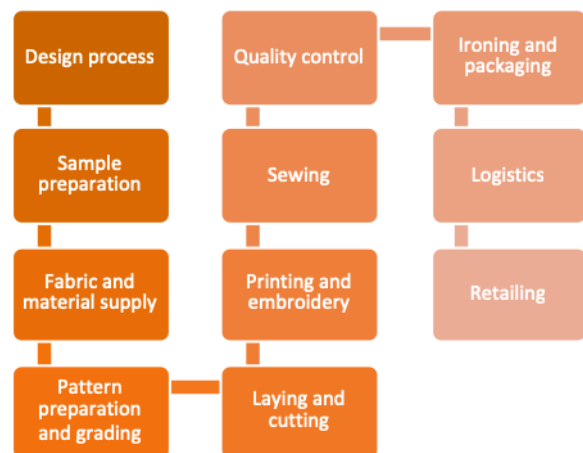 Design process
Sample
preparation
Fabric and
material supply
Pattern
preparation
and grading
Laying and
cutting
Printing and
embroidery
Sewing
Quality control
Ironing and
packaging
Logistics
Retailing